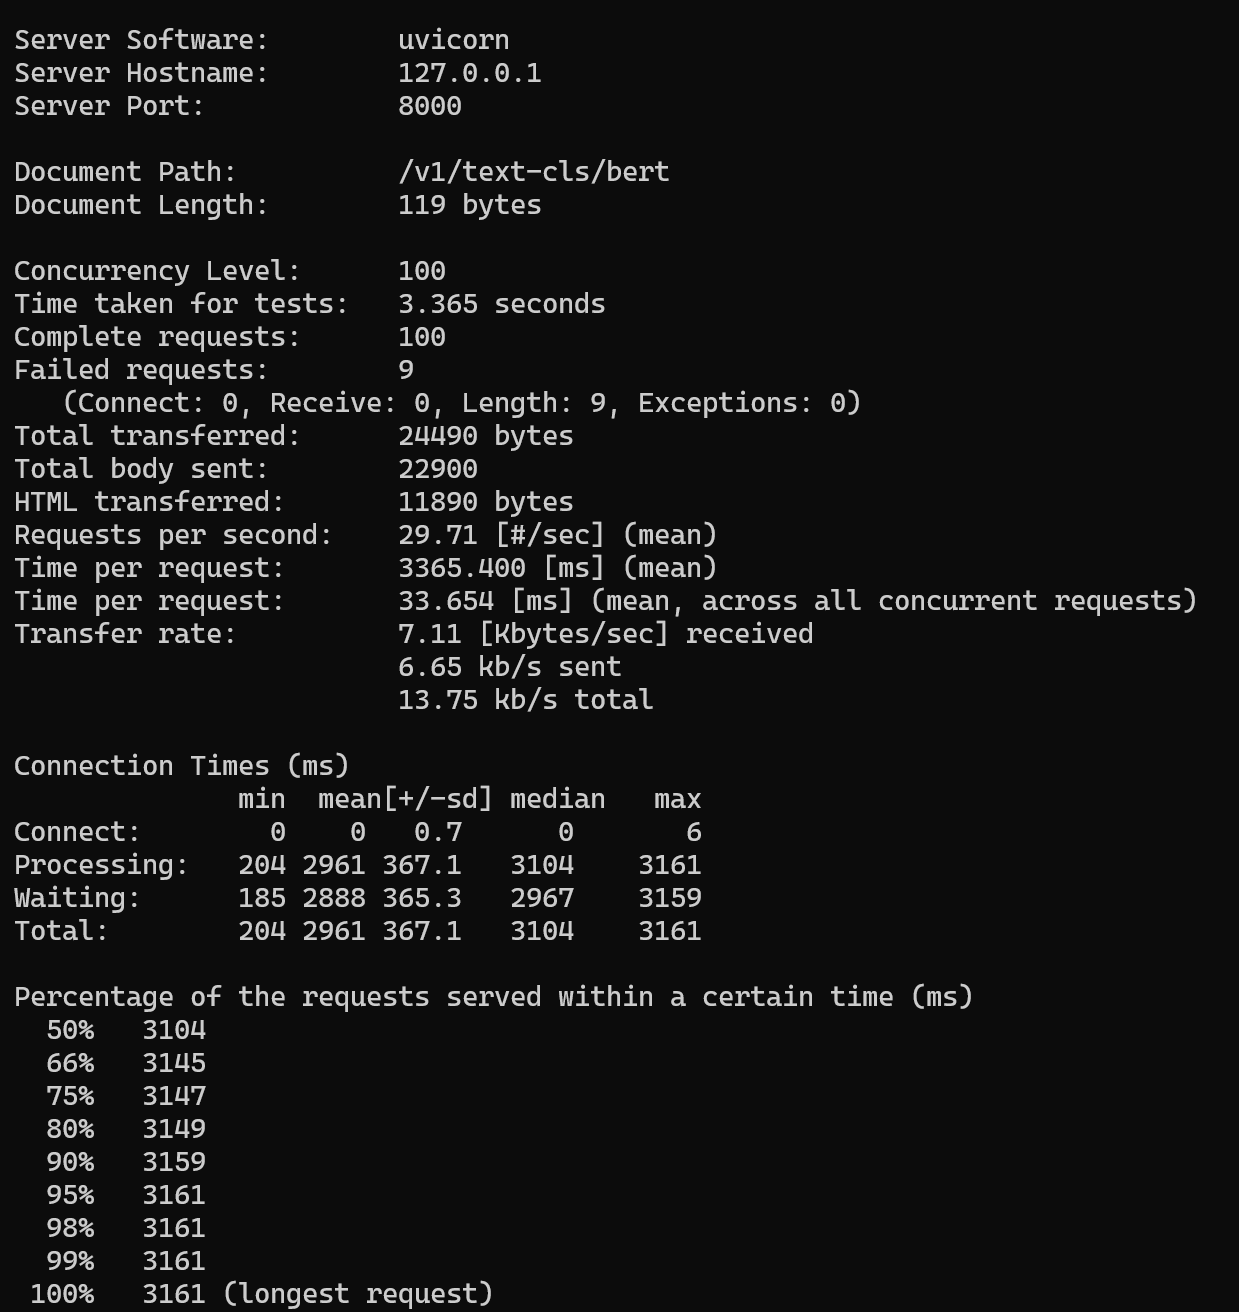 Server Software:        uvicorn
Server Hostname:        127.0.0.1
Server Port:            8000

Document Path:          /v1/text-cls/bert
Document Length:        119 bytes

Concurrency Level:      100
Time taken for tests:   3.365 seconds
Complete requests:      100
Failed requests:        9
   (Connect: 0, Receive: 0, Length: 9, Exceptions: 0)
Total transferred:      24490 bytes
Total body sent:        22900
HTML transferred:       11890 bytes
Requests per second:    29.71 [#/sec] (mean)
Time per request:       3365.400 [ms] (mean)
Time per request:       33.654 [ms] (mean, across all concurrent requests)
Transfer rate:          7.11 [Kbytes/sec] received
                        6.65 kb/s sent
                        13.75 kb/s total

Connection Times (ms)
              min  mean[+/-sd] median   max
Connect:        0    0   0.7      0       6
Processing:   204 2961 367.1   3104    3161
Waiting:      185 2888 365.3   2967    3159
Total:        204 2961 367.1   3104    3161

Percentage of the requests served within a certain time (ms)
  50%   3104
  66%   3145
  75%   3147
  80%   3149
  90%   3159
  95%   3161
  98%   3161
  99%   3161
 100%   3161 (longest request)